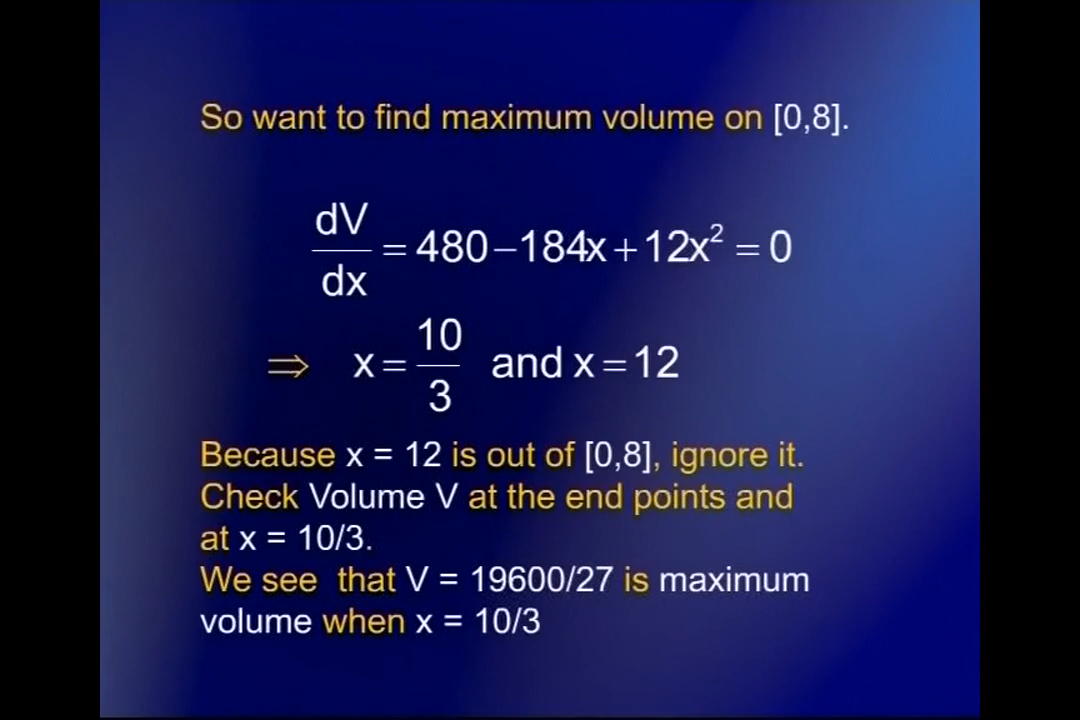 So want to find maximum volume on [0,8].
dV/dx = 480–184x + 12x² = 0
⇒ x = 10/3 and x = 12
Because x = 12 is out of [0,8], ignore it.
Check Volume V at the end points and
at x = 10/3.
We see that V = 19600/27 is maximum
volume when x = 10/3